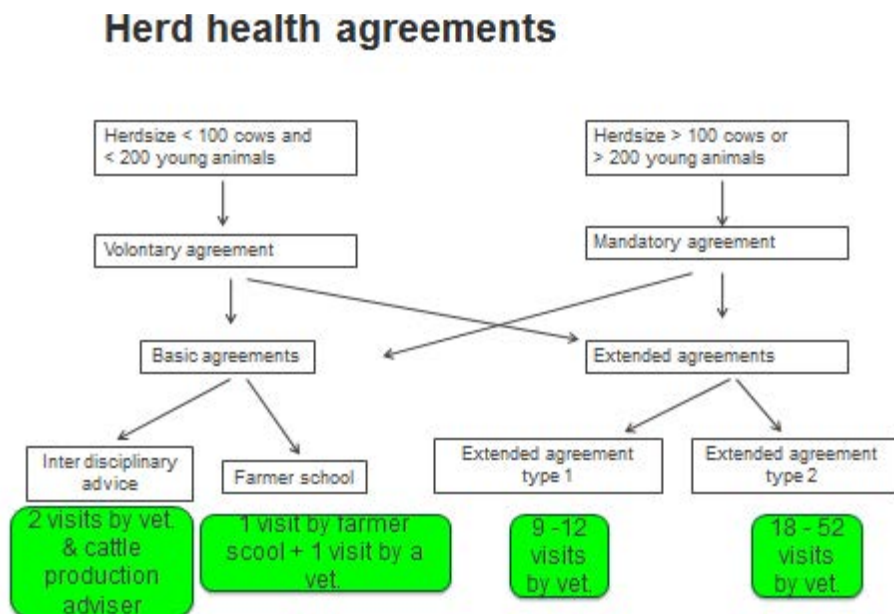 Herd health agreements
Herdsize < 100 cows and
< 200 young animals
Herdsize > 100 cows or
> 200 young animals
Volontary agreement
Mandatory agreement
Basic agreements
Extended agreements
Inter disciplinary
advice
Farmer school
Extended agreement
type 1
Extended agreement
type 2
2 visits by vet.
& cattle
production
adviser
1 visit by farmer
scool + 1 visit by a
vet.
9 -12
visits
by vet.
18 - 52
visits
by vet.